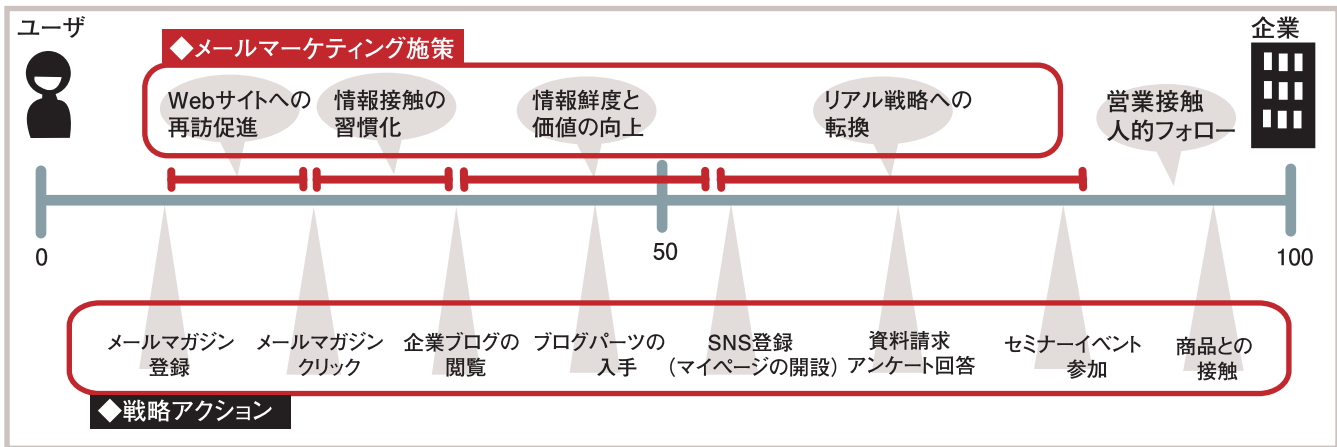 ユーザ
企業
◆メールマーケティング施策
Webサイトへの
再訪促進
情報接触の
習慣化
情報鮮度と
価値の向上
リアル戦略への
転換
営業接触
人的フォロー
0
50
100
メールマガジン
登録
メールマガジン
クリック
企業ブログの
閲覧
ブログパーツの
入手
SNS登録
(マイページの開設)
資料請求
アンケート回答
セミナーイベント
参加
商品との
接触
◆戦略アクション